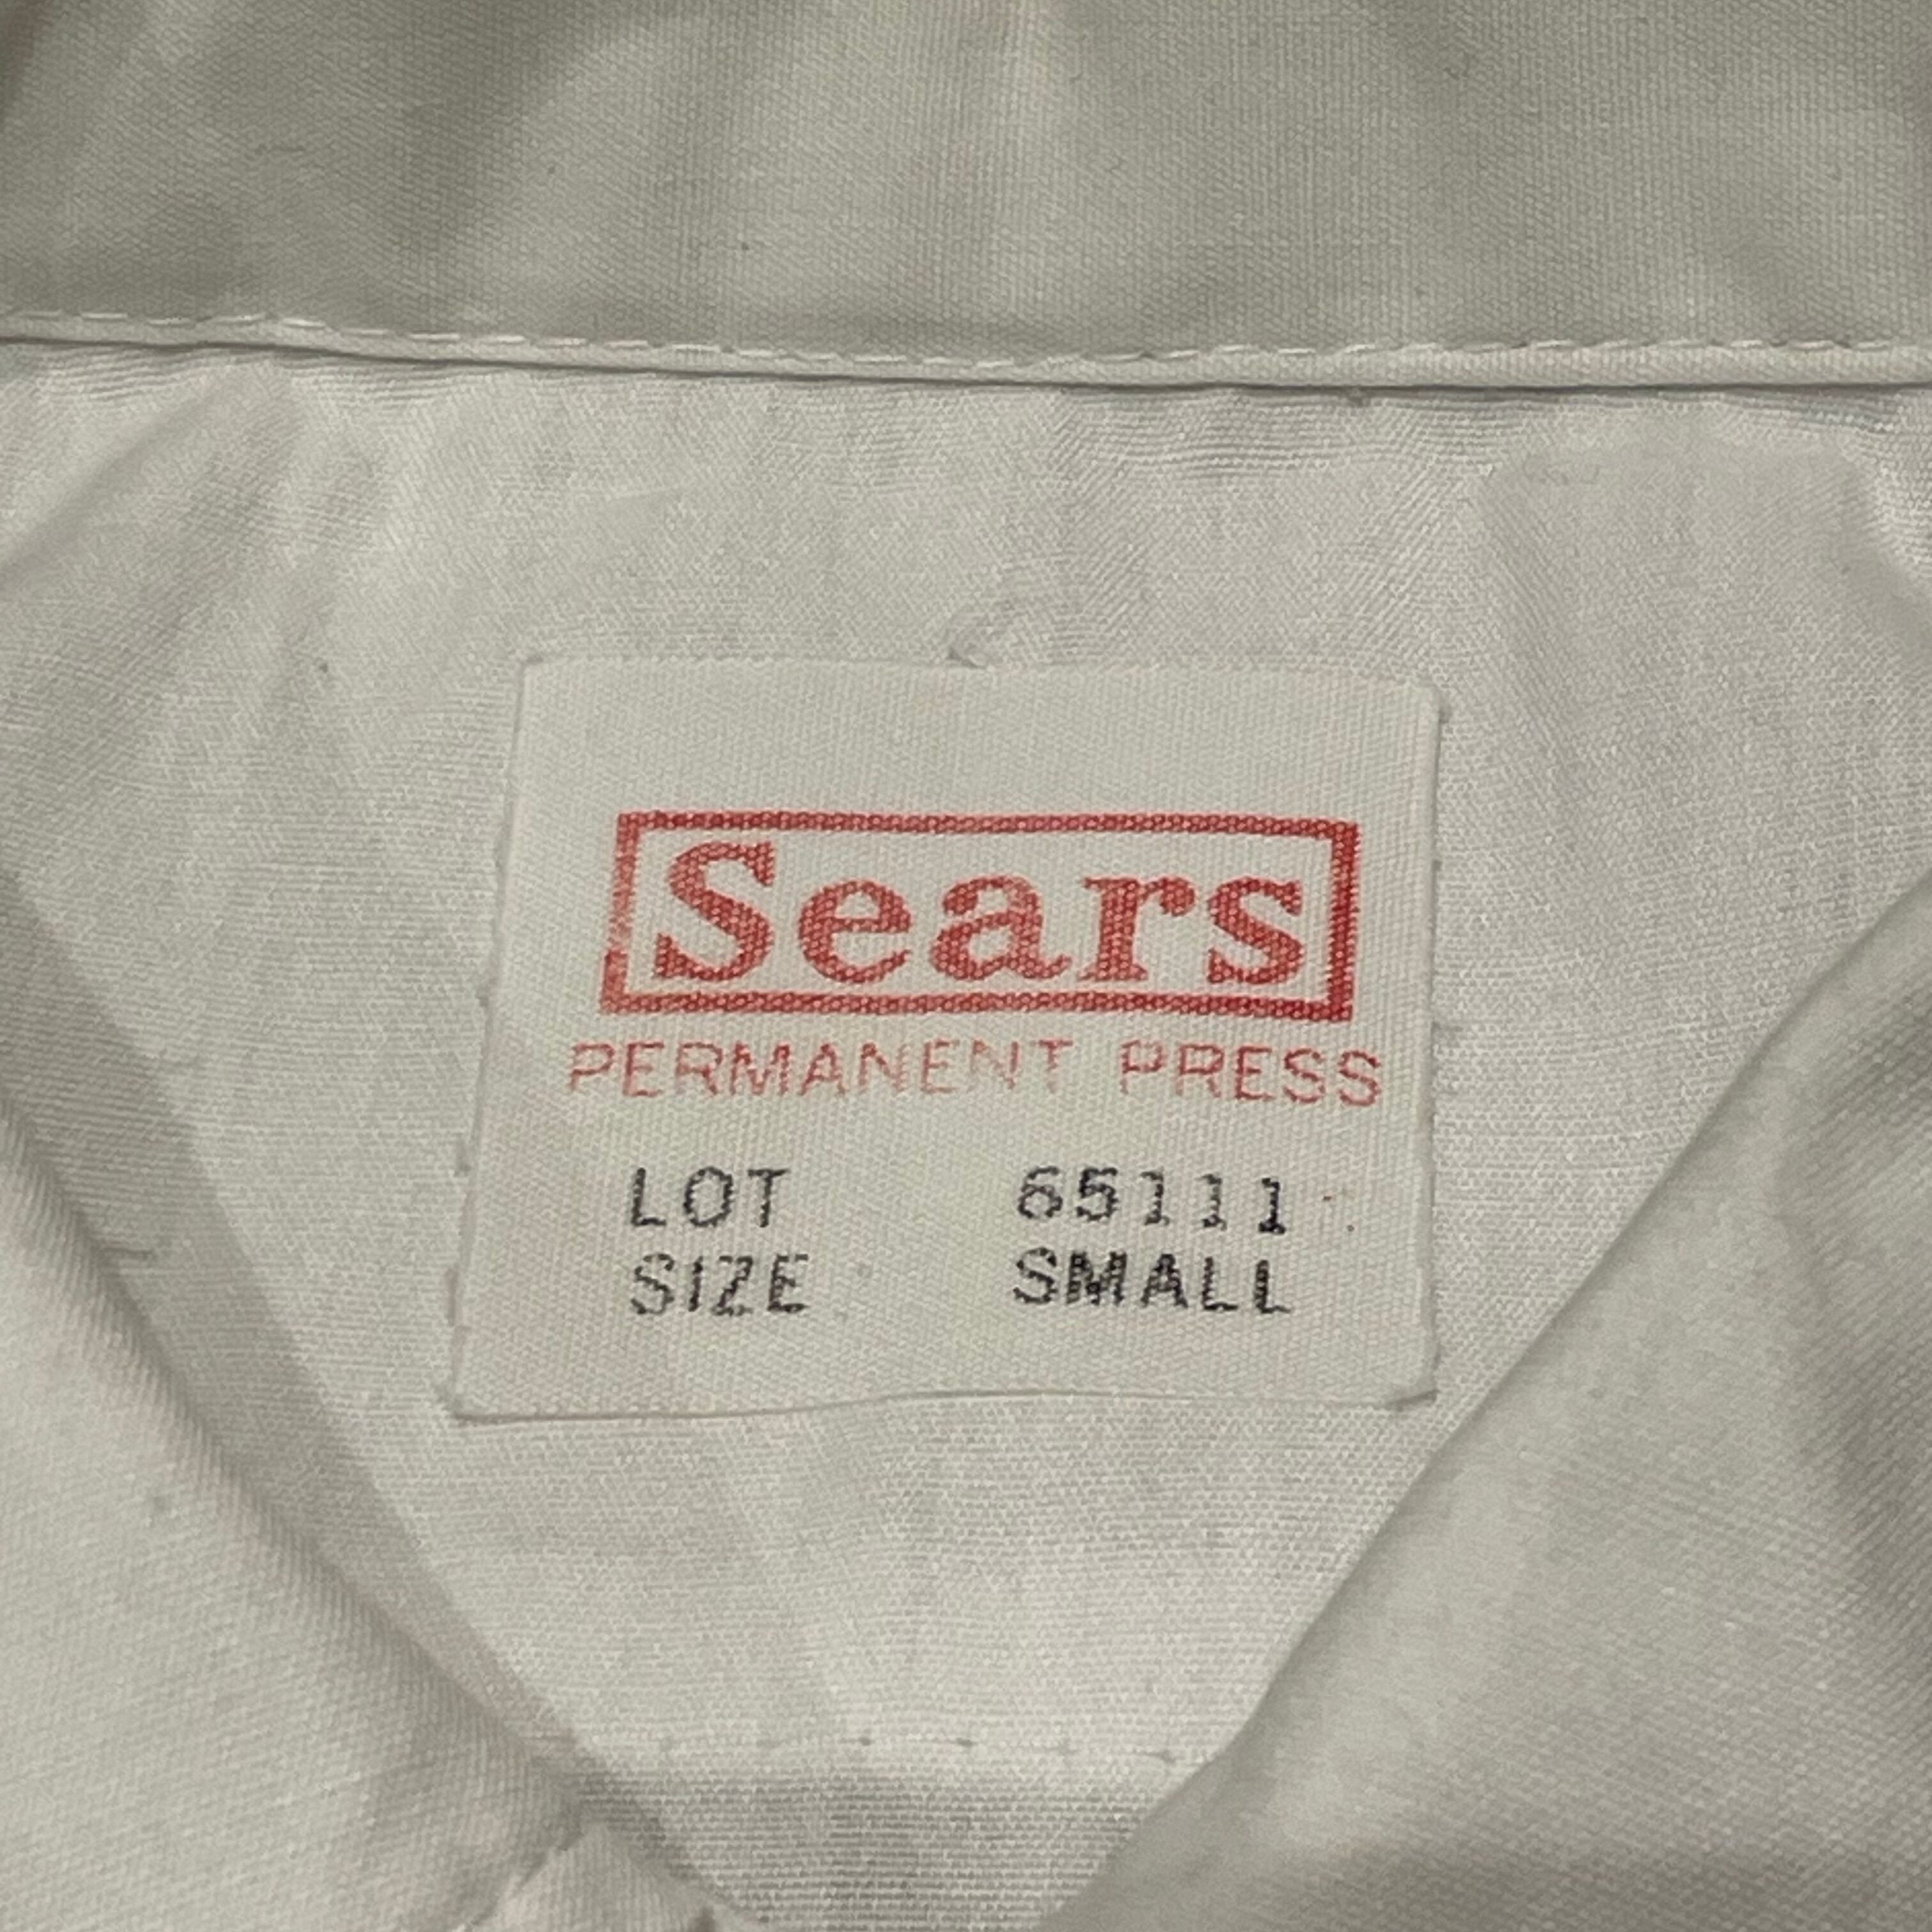 Sears
PERMANENT PRESS
LOT 65111
SIZE SMALL